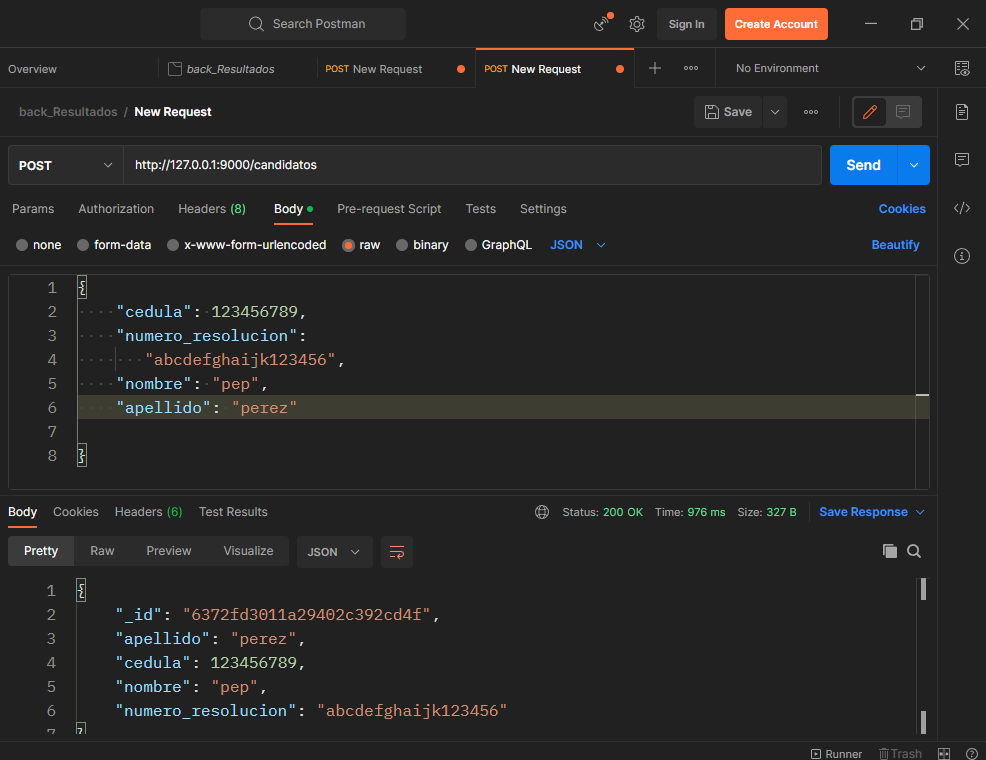 Search Postman
Sign In
Create Account
Overview
back_Resultados
POST New Request
POST New Request
No Environment
back_Resultados / New Request
Save
POST
http://127.0.0.1:9000/candidatos
Send
Params Authorization Headers (8) Body Pre-request Script Tests Settings Cookies
none form-data x-www-form-urlencoded raw binary GraphQL JSON Beautify
1 {
2 "cedula": 123456789,
3 "numero_resolucion":
4 "abcdefghaijk123456",
5 "nombre": "pep",
6 "apellido": "perez"
7
8 }
Body Cookies Headers (6) Test Results Status: 200 OK Time: 976 ms Size: 327 B Save Response
Pretty Raw Preview Visualize JSON
1 {
2 "_id": "6372fd3011a29402c392cd4f",
3 "apellido": "perez",
4 "cedula": 123456789,
5 "nombre": "pep",
6 "numero_resolucion": "abcdefghaijk123456"
7 }
Runner Trash